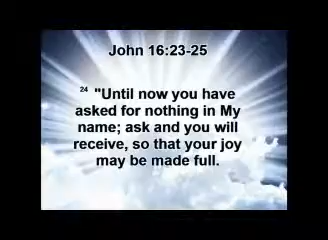 John 16:23-25
24 "Until now you have
asked for nothing in My
name; ask and you will
receive, so that your joy
may be made full.